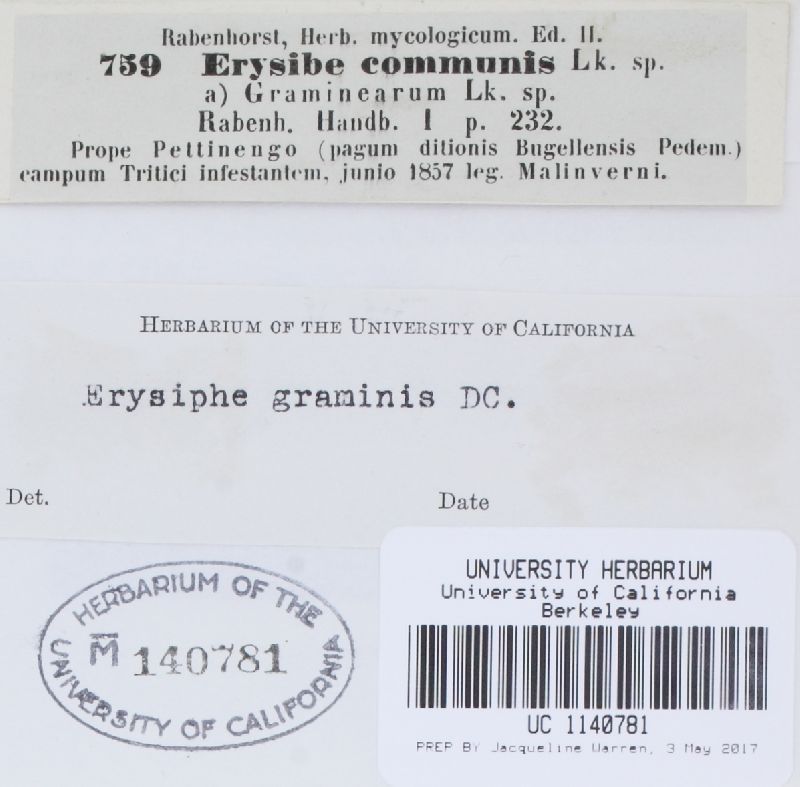 Rabenhorst, Herb. mycologicum. Ed. II.
759 Erysibe communis Lk. sp.
a) Graminearum Lk. sp.
Rabenh. Handb. I p. 232.
Prope Pettinengo (pagum ditionis Bugellensis Pedem.)
campum Tritici infestantem, junio 1857 leg. Malinverni.
HERBARIUM OF THE UNIVERSITY OF CALIFORNIA
Erysiphe graminis DC.
Det. Date
HERBARIUM OF THE
M 140781
UNIVERSITY OF CALIFORNIA
UNIVERSITY HERBARIUM
University of California
Berkeley
UC 1140781
PREP BY Jacqueline Warren, 3 May 2017